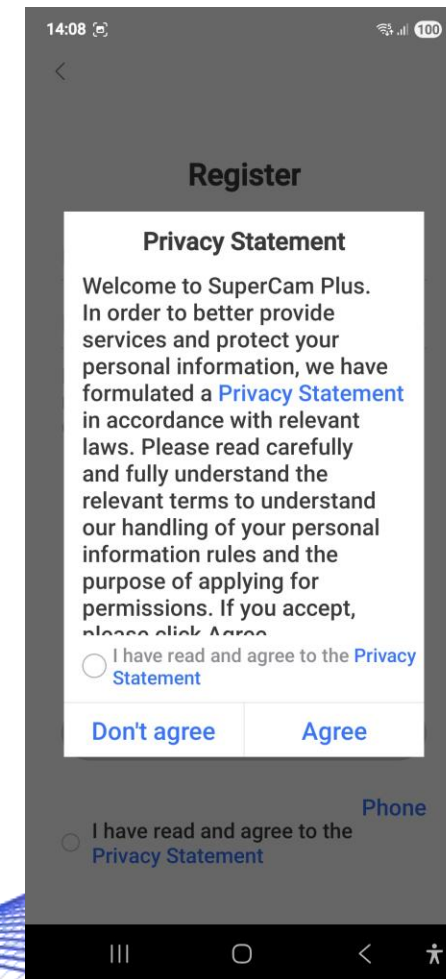 14:08
100
Register
Privacy Statement
Welcome to SuperCam Plus.
In order to better provide
services and protect your
personal information, we have
formulated a Privacy Statement
in accordance with relevant
laws. Please read carefully
and fully understand the
relevant terms to understand
our handling of your personal
information rules and the
purpose of applying for
permissions. If you accept,
please click Agree
I have read and agree to the Privacy
Statement
Don't agree
Agree
Phone
I have read and agree to the
Privacy Statement